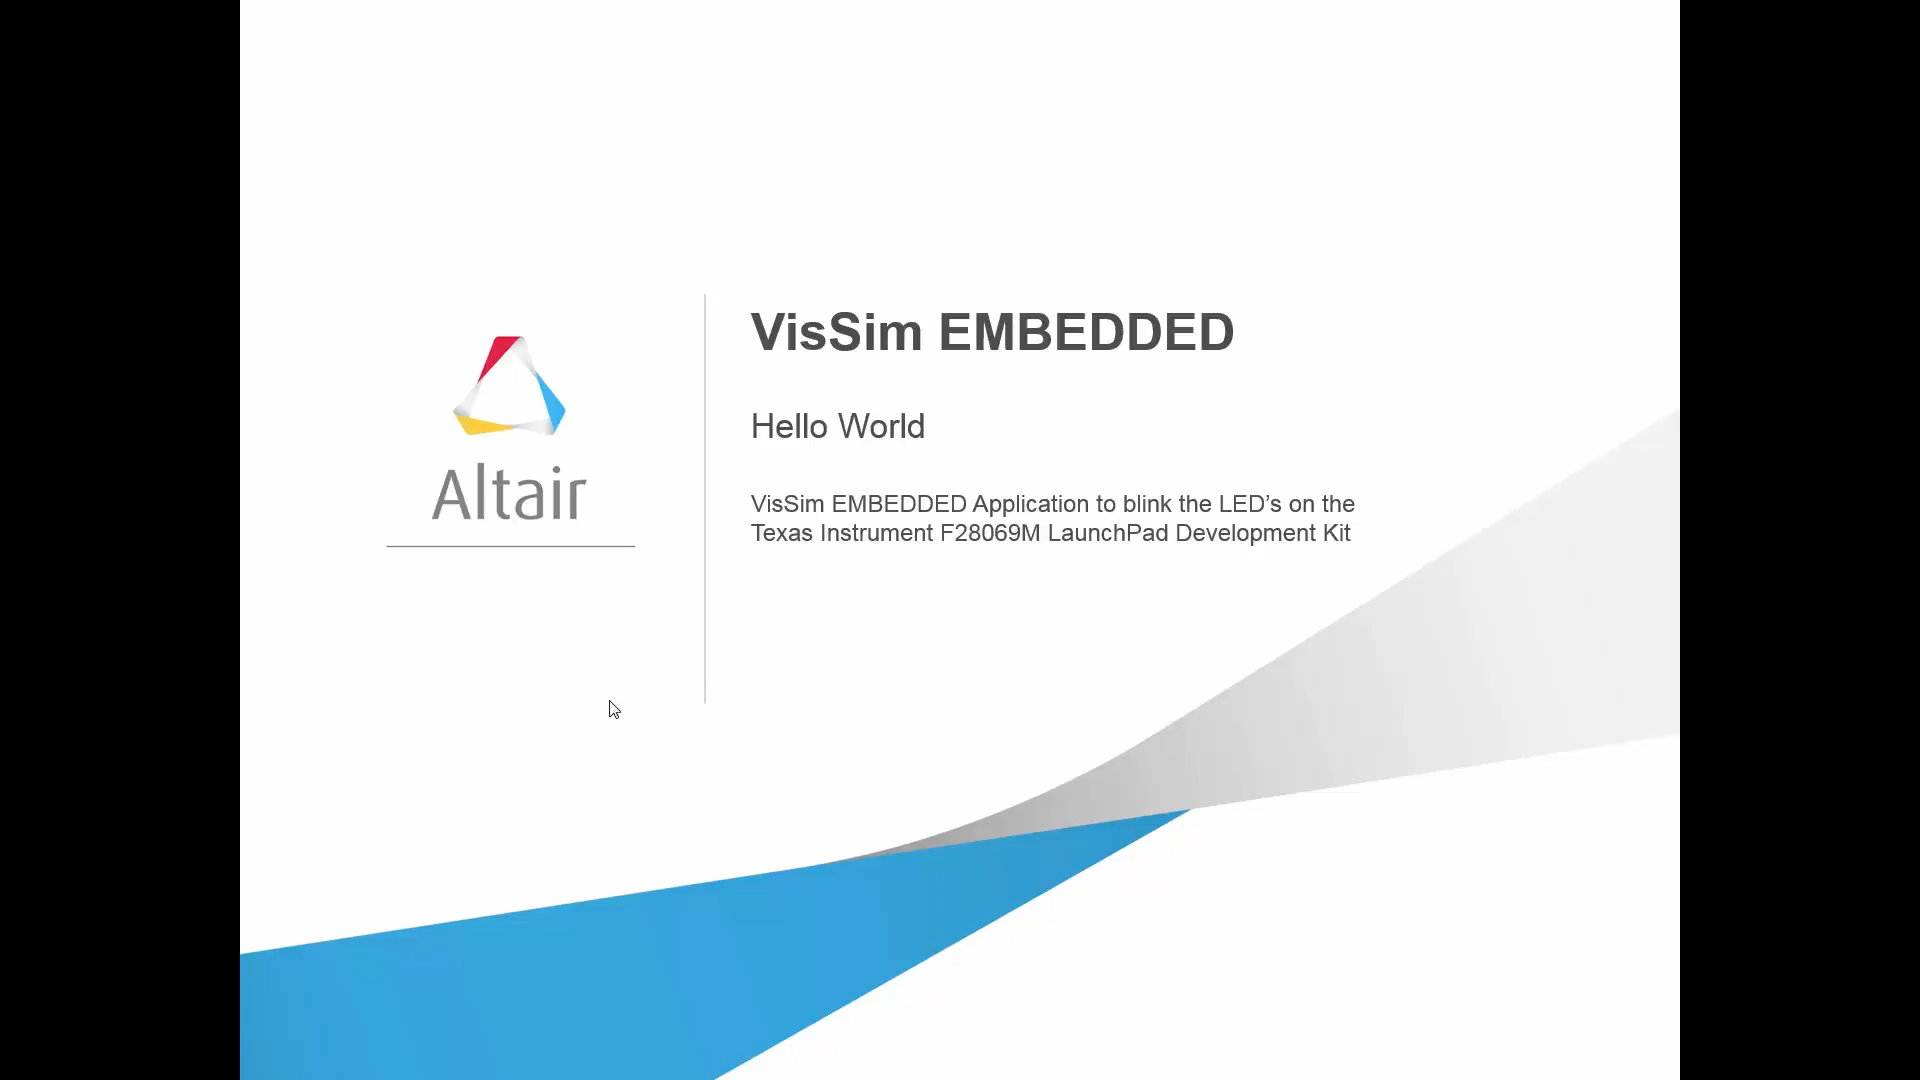 Altair
VisSim EMBEDDED
Hello World
VisSim EMBEDDED Application to blink the LED’s on the
Texas Instrument F28069M LaunchPad Development Kit